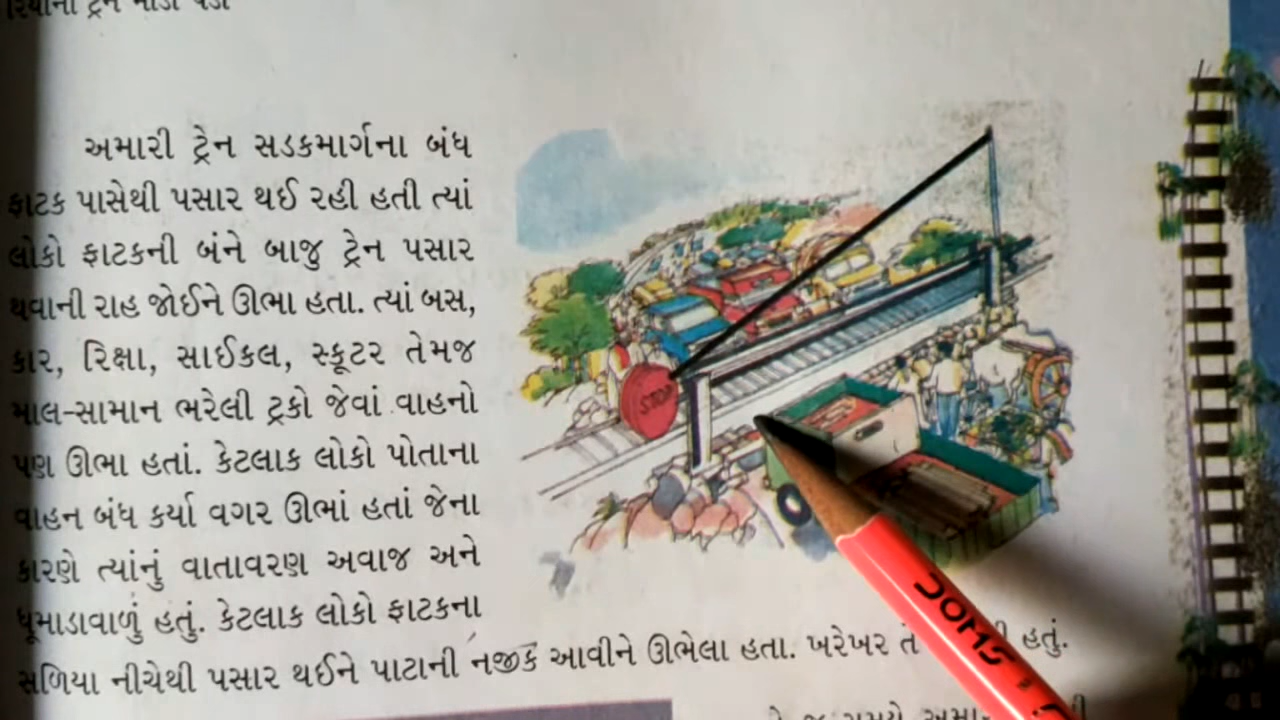 અમારી ટ્રેન સડકમાર્ગના બંધ
ફાટક પાસેથી પસાર થઈ રહી હતી ત્યાં
લોકો ફાટકની બંને બાજુ ટ્રેન પસાર
થવાની રાહ જોઈને ઊભા હતા. ત્યાં બસ,
કાર, રિક્ષા, સાઈકલ, સ્કૂટર તેમજ
માલ-સામાન ભરેલી ટ્રકો જેવાં વાહનો
પણ ઊભા હતાં. કેટલાક લોકો પોતાના
વાહન બંધ કર્યા વગર ઊભાં હતાં જેના
કારણે ત્યાંનું વાતાવરણ અવાજ અને
ધૂમાડાવાળું હતું. કેટલાક લોકો ફાટકના
સળિયા નીચેથી પસાર થઈને પાટાની નજીક આવીને ઊભેલા હતા. ખરેખર તે હતું.
STOP
DOMS